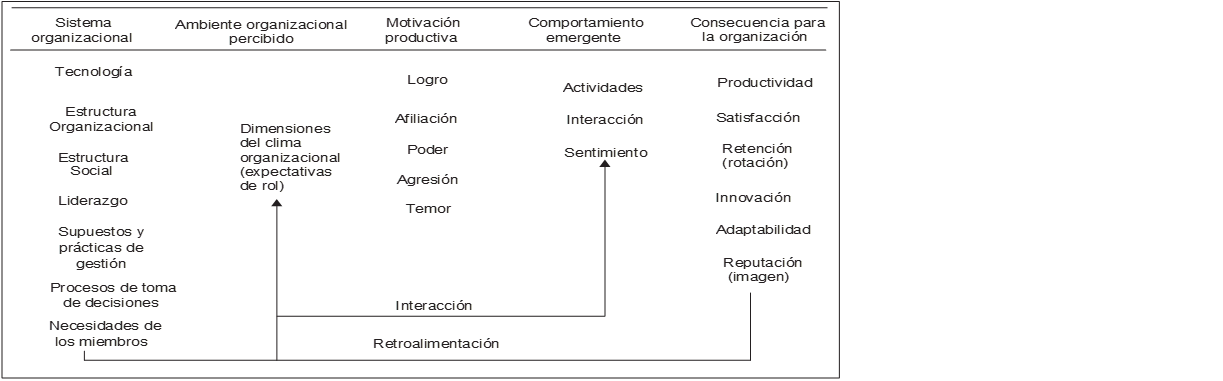 Sistema
organizacional
Ambiente organizacional
percibido
Motivación
productiva
Comportamiento
emergente
Consecuencia para
la organización
Tecnología
Estructura
Organizacional
Estructura
Social
Liderazgo
Supuestos y
prácticas de
gestión
Procesos de toma
de decisiones
Necesidades de
los miembros
Dimensiones
del clima
organizacional
(expectativas
de rol)
Logro
Afiliación
Poder
Agresión
Temor
Actividades
Interacción
Sentimiento
Productividad
Satisfacción
Retención
(rotación)
Innovación
Adaptabilidad
Reputación
(imagen)
Interacción
Retroalimentación